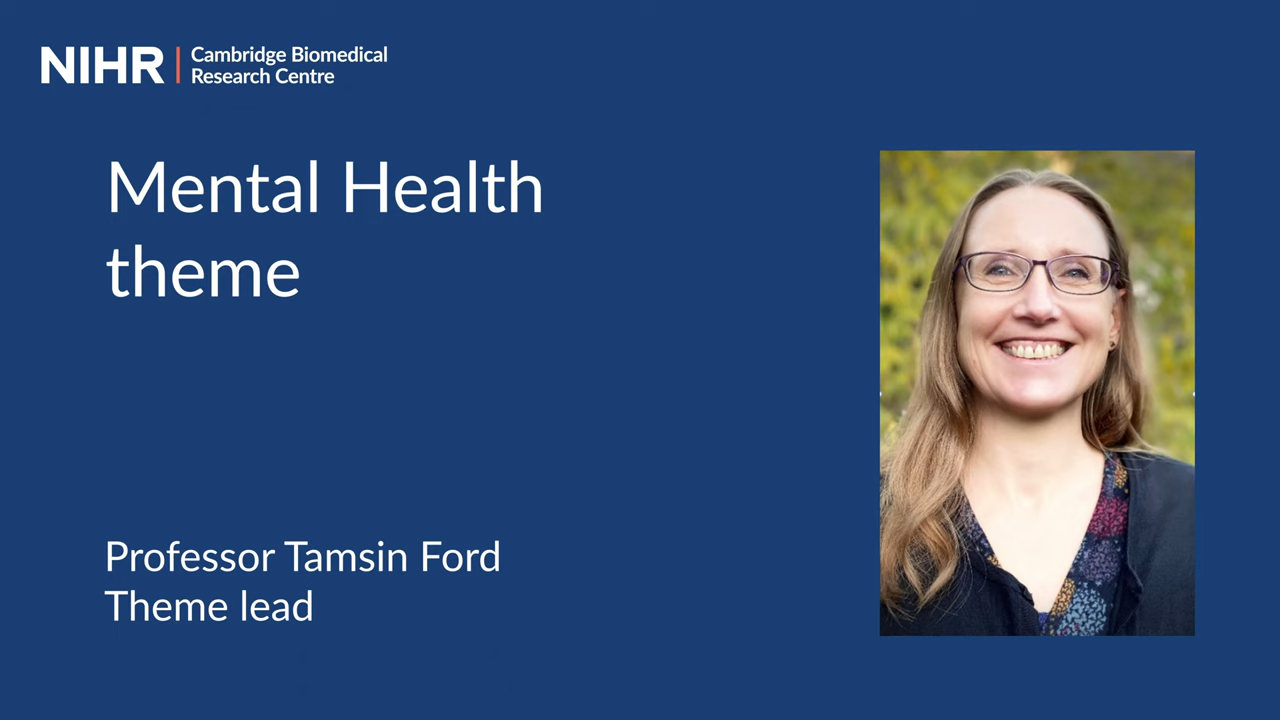 NIHR
Cambridge Biomedical
Research Centre
Mental Health
theme
Professor Tamsin Ford
Theme lead